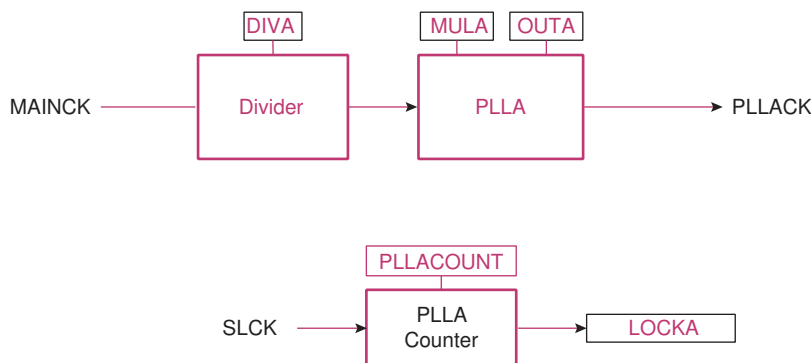 DIVA
MULA
OUTA
MAINCK
Divider
PLLA
PLLACK
PLLACOUNT
SLCK
PLLA
Counter
LOCKA